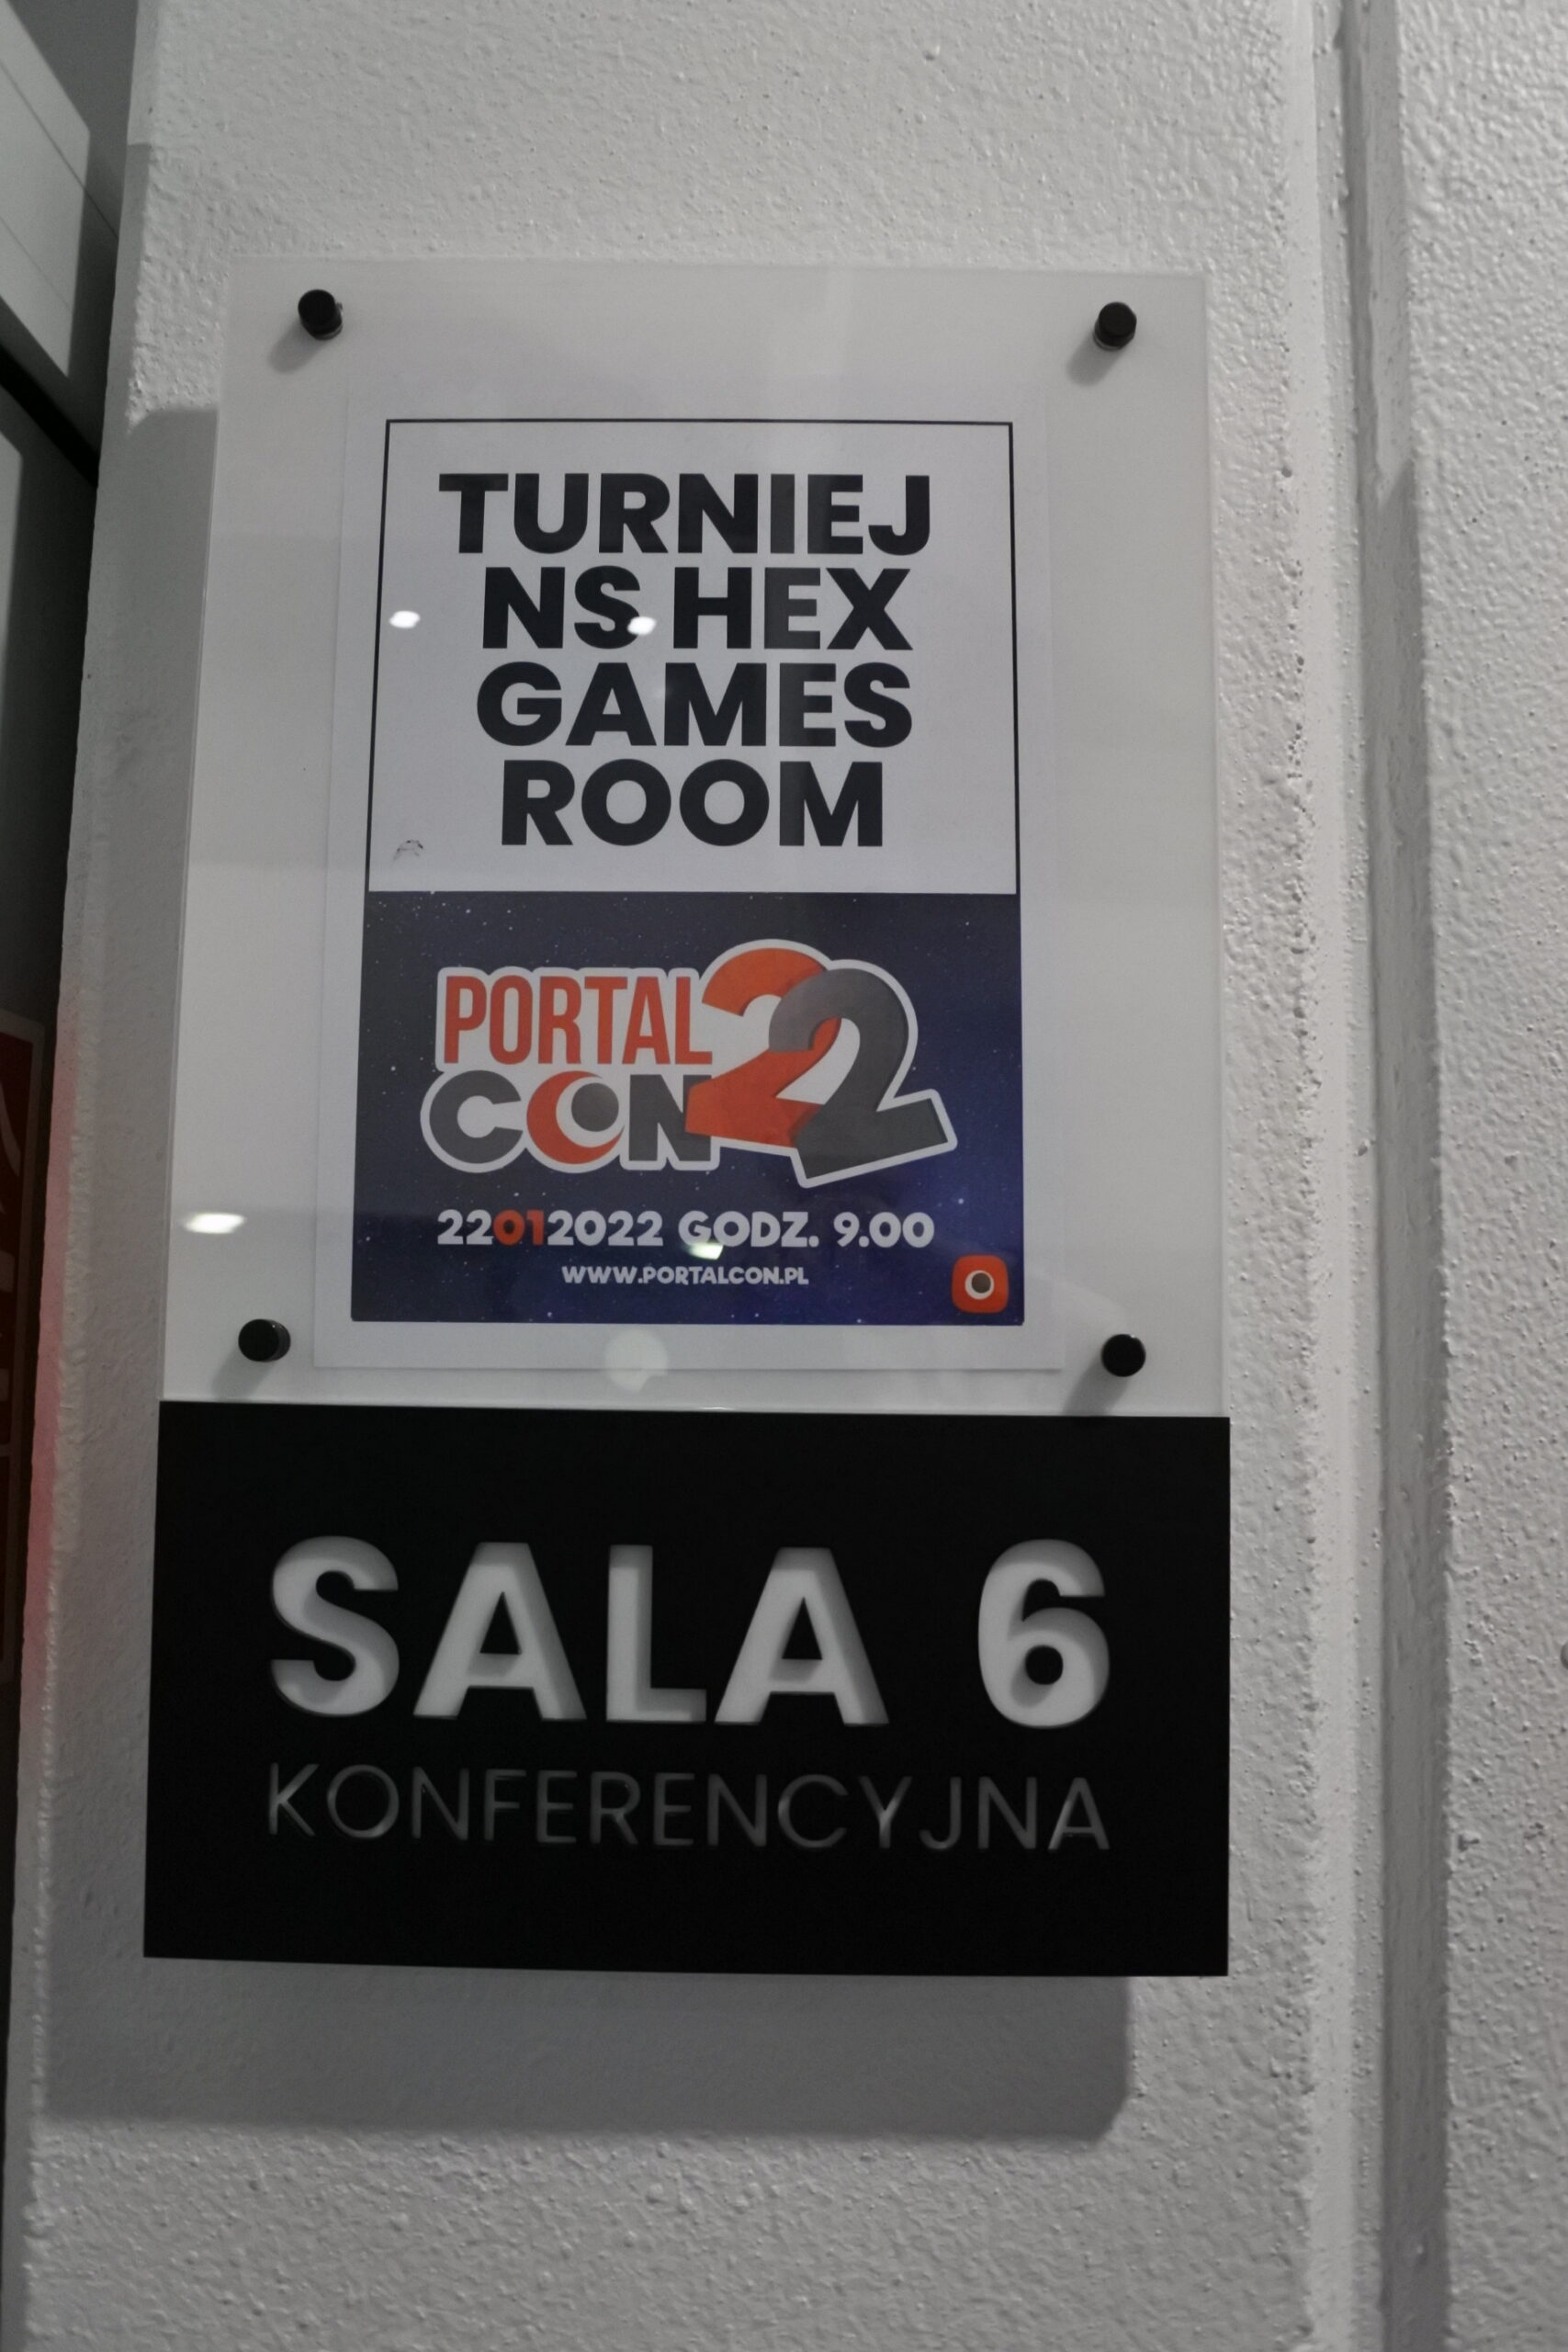 TURNIEJ
NS HEX
GAMES
ROOM
PORTAL
CON 22
22012022 GODZ. 9.00
WWW.PORTALCON.PL
SALA 6
KONFERENCYJNA